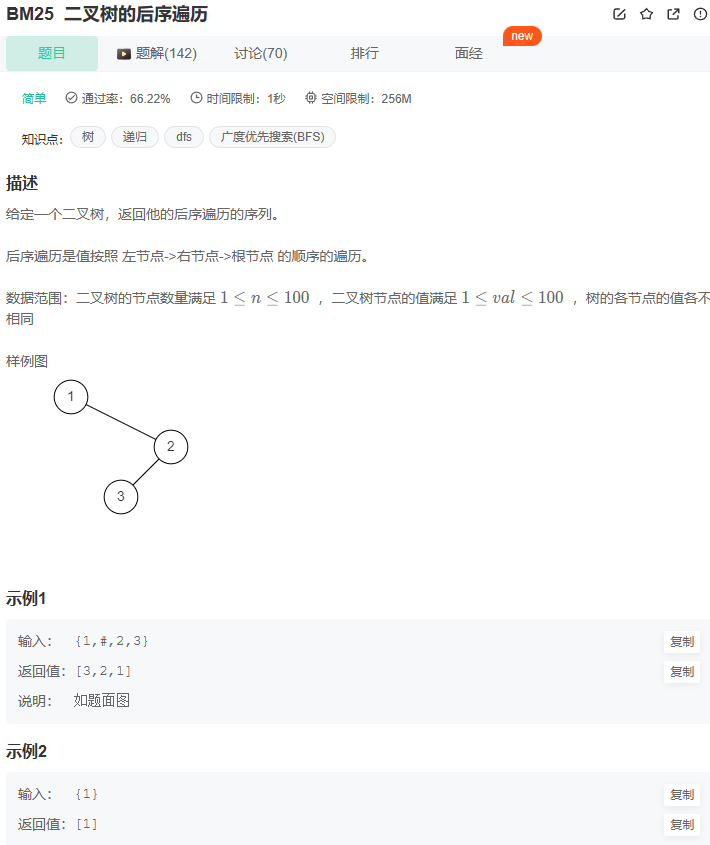 BM25 二叉树的后序遍历
new
题目 题解(142) 讨论(70) 排行 面经
简单 通过率：66.22% 时间限制：1秒 空间限制：256M
知识点： 树 递归 dfs 广度优先搜索(BFS)
描述
给定一个二叉树，返回他的后序遍历的序列。
后序遍历是值按照 左节点->右节点->根节点 的顺序的遍历。
数据范围：二叉树的节点数量满足 1 ≤ n ≤ 100 ，二叉树节点的值满足 1 ≤ val ≤ 100 ，树的各节点的值各不
相同
样例图
1
2
3
示例1
输入： {1,#,2,3} 复制
返回值：[3,2,1] 复制
说明： 如题面图
示例2
输入： {1} 复制
返回值：[1] 复制